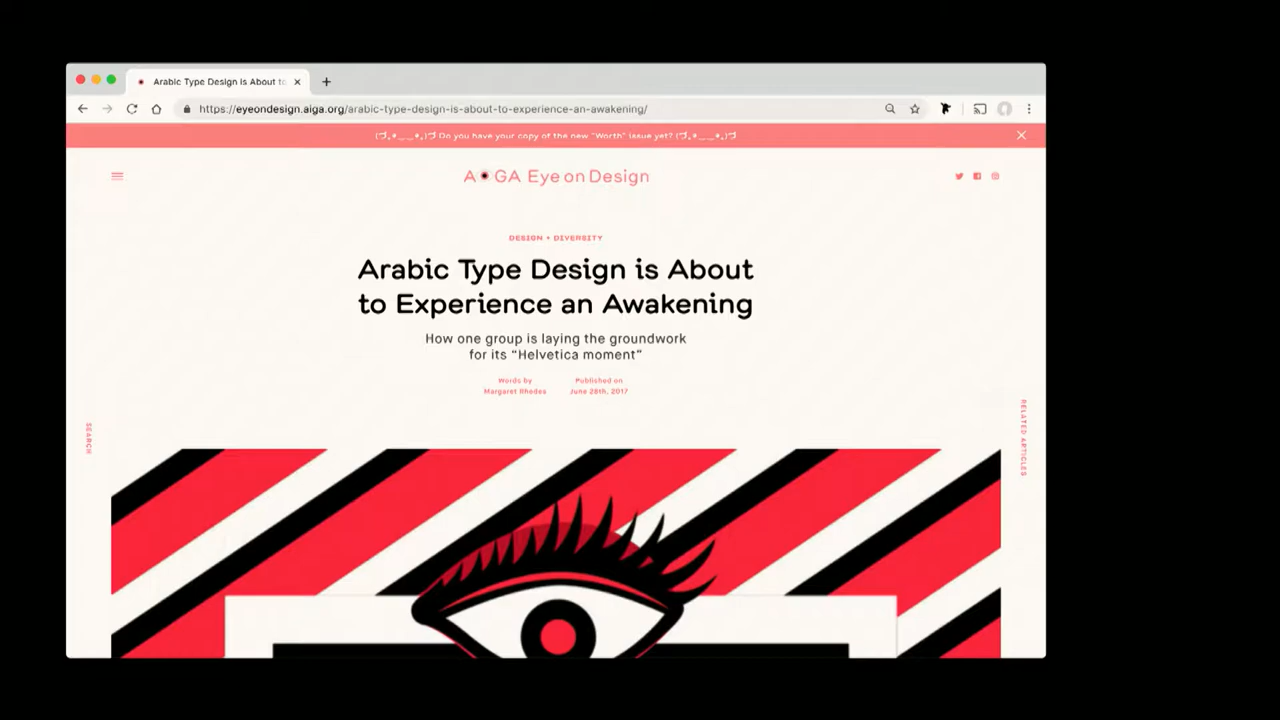 Arabic Type Design is About to
https://eyeondesign.aiga.org/arabic-type-design-is-about-to-experience-an-awakening/
Do you have your copy of the new "Worth" issue yet?
A GA Eye on Design
DESIGN + DIVERSITY
Arabic Type Design is About
to Experience an Awakening
How one group is laying the groundwork
for its "Helvetica moment"
Words by
Margaret Rhodes
Published on
June 28th, 2017
SEARCH
RELATED ARTICLES